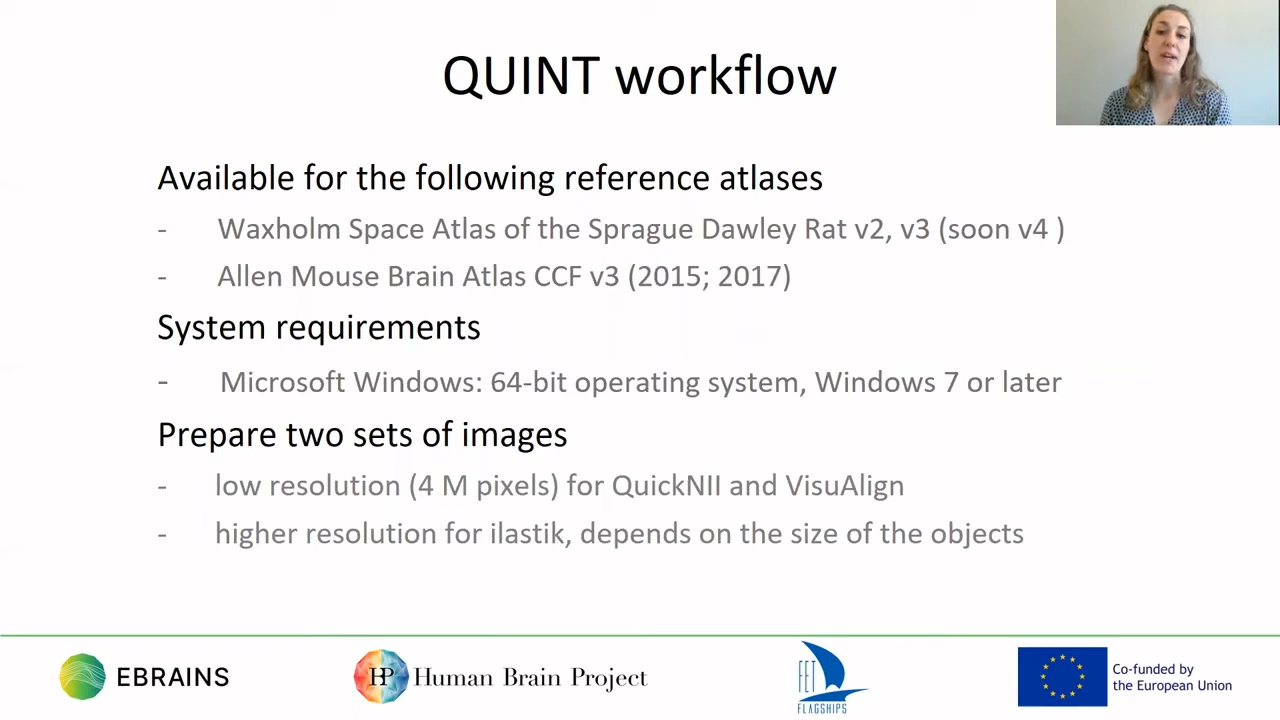 QUINT workflow
Available for the following reference atlases
- Waxholm Space Atlas of the Sprague Dawley Rat v2, v3 (soon v4 )
- Allen Mouse Brain Atlas CCF v3 (2015; 2017)
System requirements
- Microsoft Windows: 64-bit operating system, Windows 7 or later
Prepare two sets of images
- low resolution (4 M pixels) for QuickNII and VisuAlign
- higher resolution for ilastik, depends on the size of the objects
EBRAINS
HP Human Brain Project
FET
FLAGSHIPS
Co-funded by
the European Union